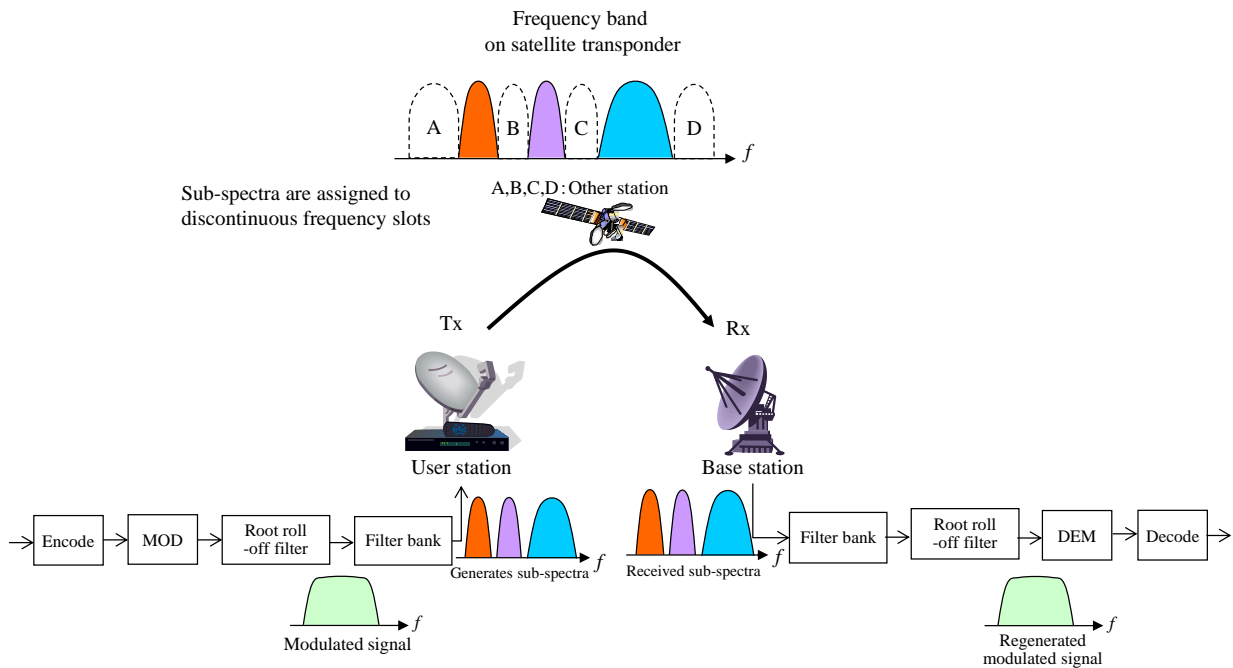 Frequency band
on satellite transponder
A
B
C
D
f
A,B,C,D : Other station
Sub-spectra are assigned to
discontinuous frequency slots
Tx
Rx
User station
Base station
Encode
MOD
Root roll
-off filter
Filter bank
f
Generates sub-spectra
f
Received sub-spectra
Filter bank
Root roll
-off filter
DEM
Decode
f
Modulated signal
f
Regenerated
modulated signal